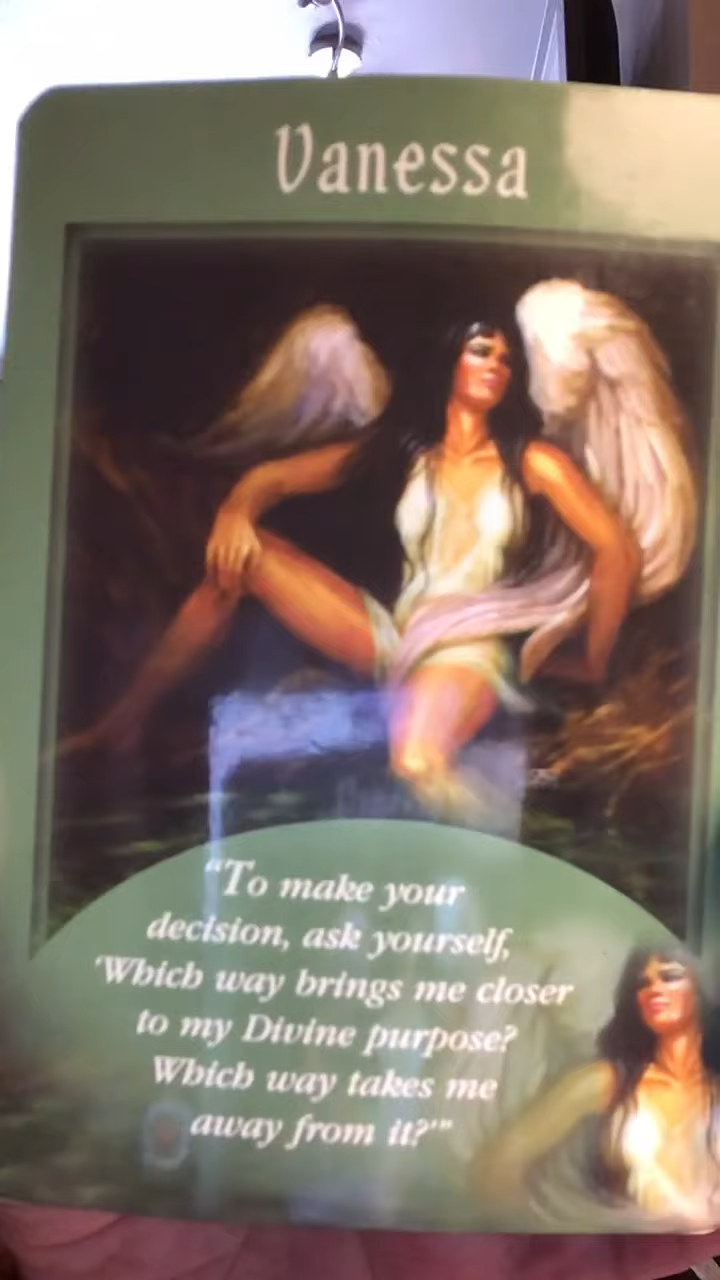 Vanessa
“To make your
decision, ask yourself,
'Which way brings me closer
to my Divine purpose?
Which way takes me
away from it?'”